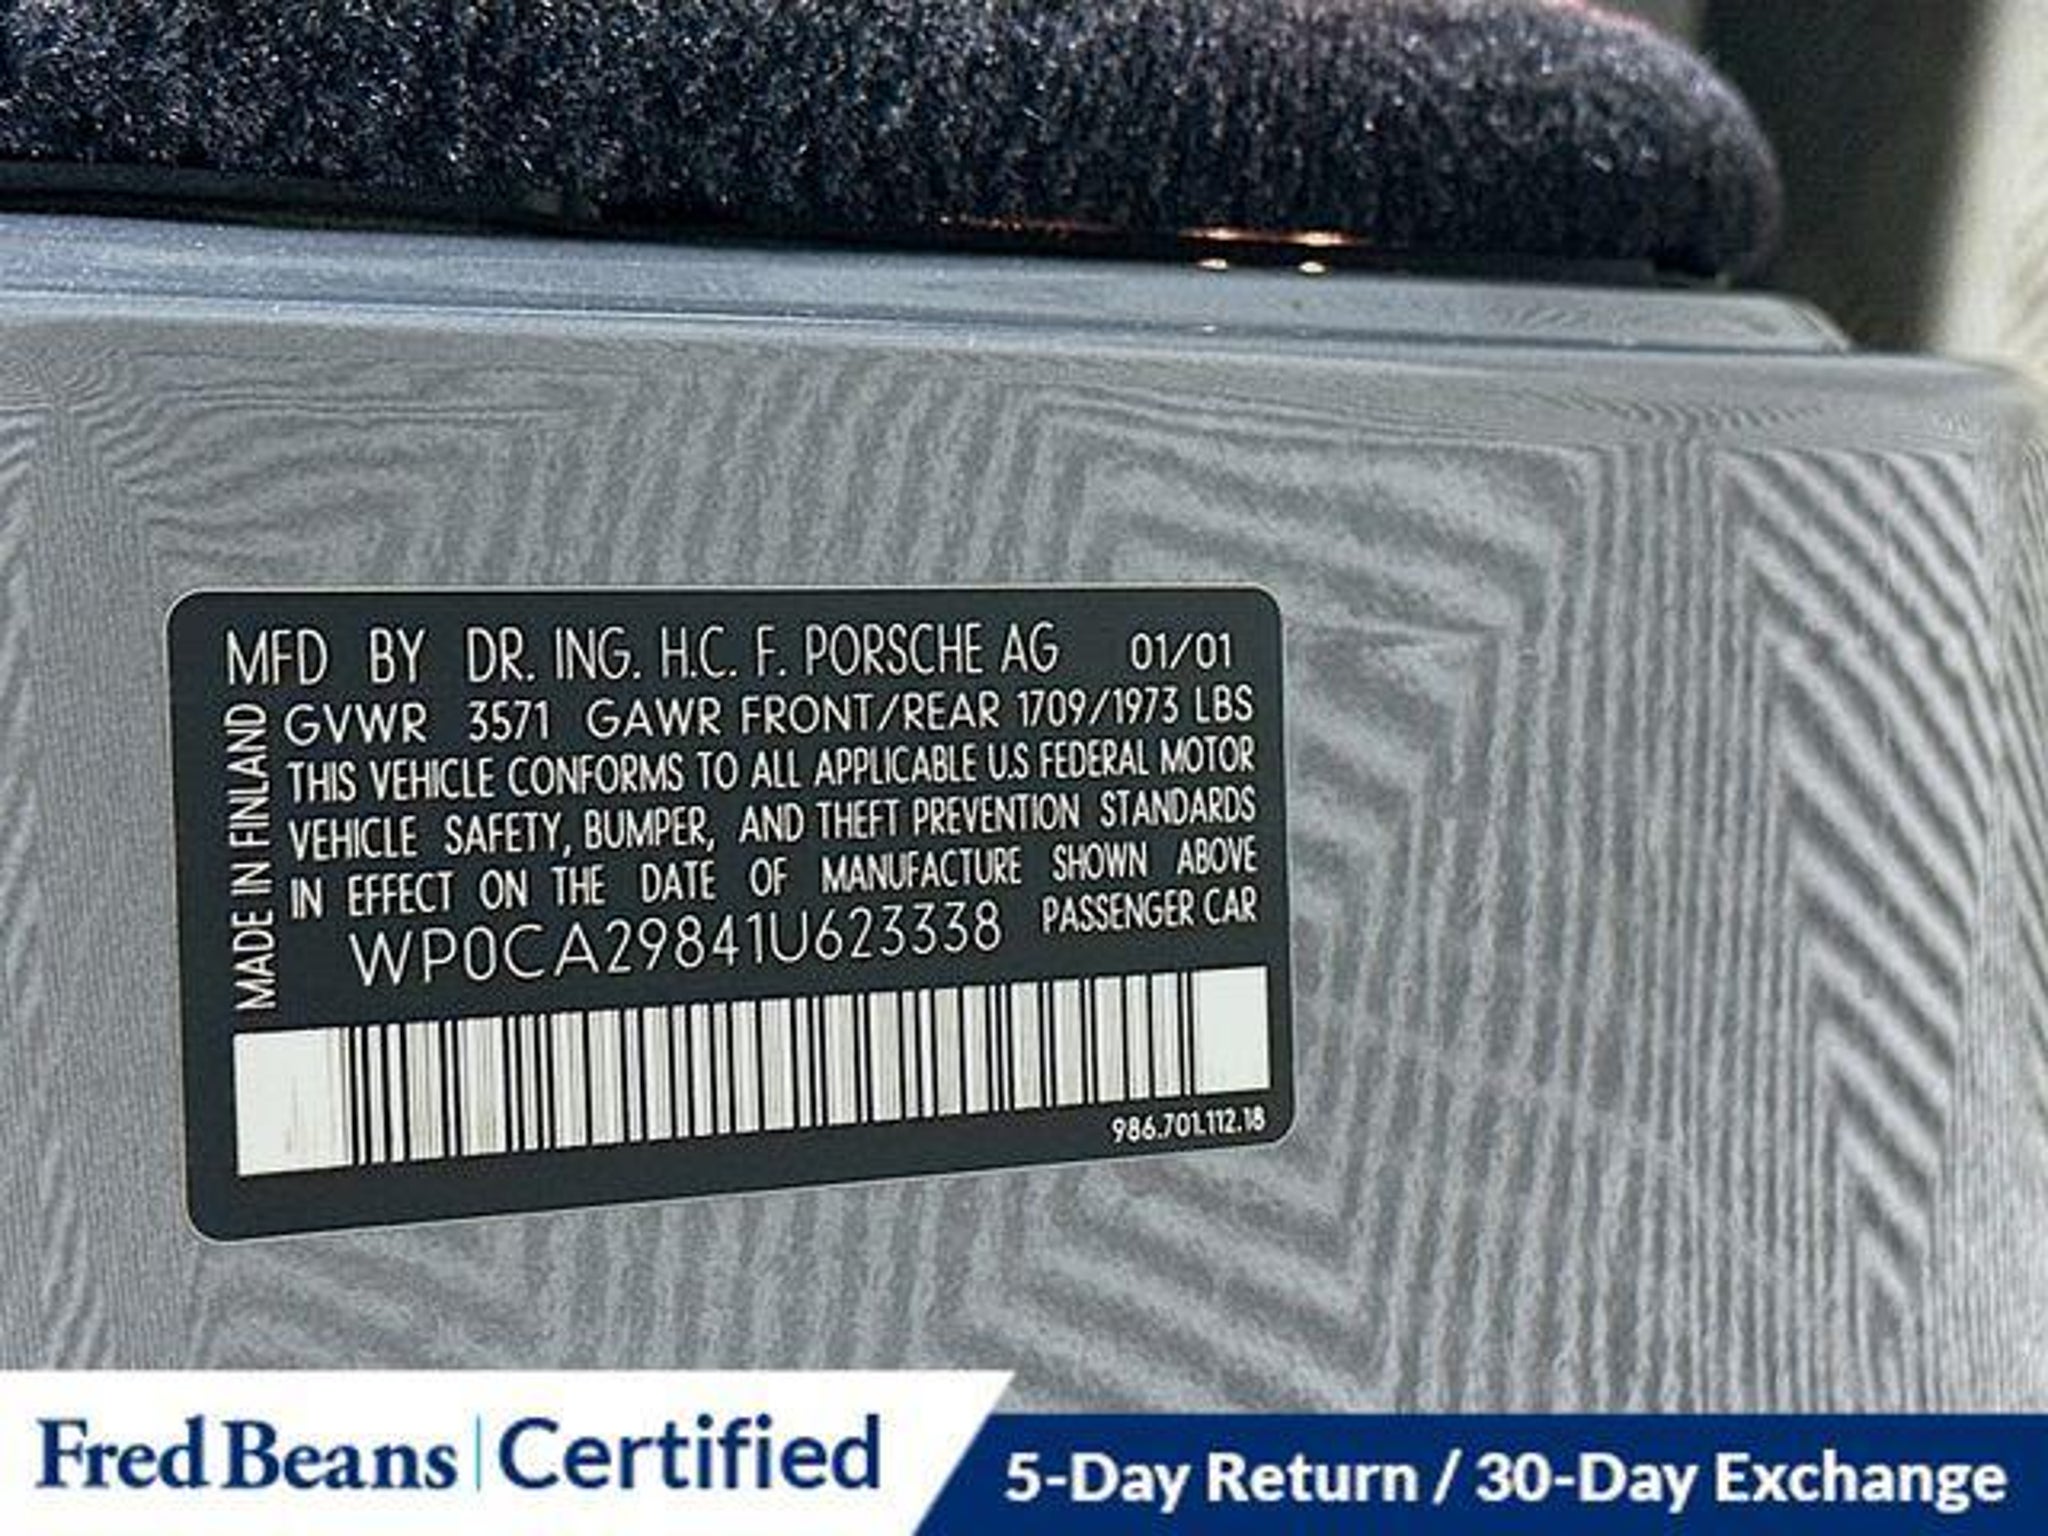 MFD BY DR. ING. H.C. F. PORSCHE AG 01/01
GVWR 3571 GAWR FRONT/REAR 1709/1973 LBS
THIS VEHICLE CONFORMS TO ALL APPLICABLE U.S FEDERAL MOTOR
VEHICLE SAFETY, BUMPER, AND THEFT PREVENTION STANDARDS
IN EFFECT ON THE DATE OF MANUFACTURE SHOWN ABOVE
WP0CA29841U623338 PASSENGER CAR
MADE IN FINLAND
986.701.112.18
Fred Beans | Certified
5-Day Return / 30-Day Exchange